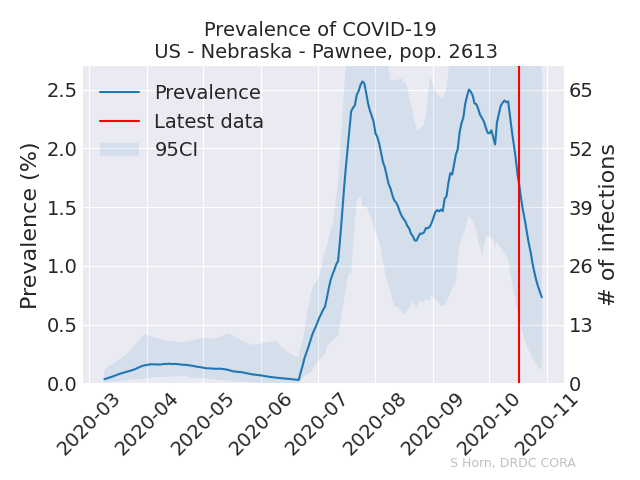 Prevalence of COVID-19
US - Nebraska - Pawnee, pop. 2613
Prevalence
Latest data
95CI
Prevalence (%)
2.5
2.0
1.5
1.0
0.5
0.0
65
52
39
26
13
0
# of infections
2020-03
2020-04
2020-05
2020-06
2020-07
2020-08
2020-09
2020-10
2020-11
S Horn, DRDC CORA